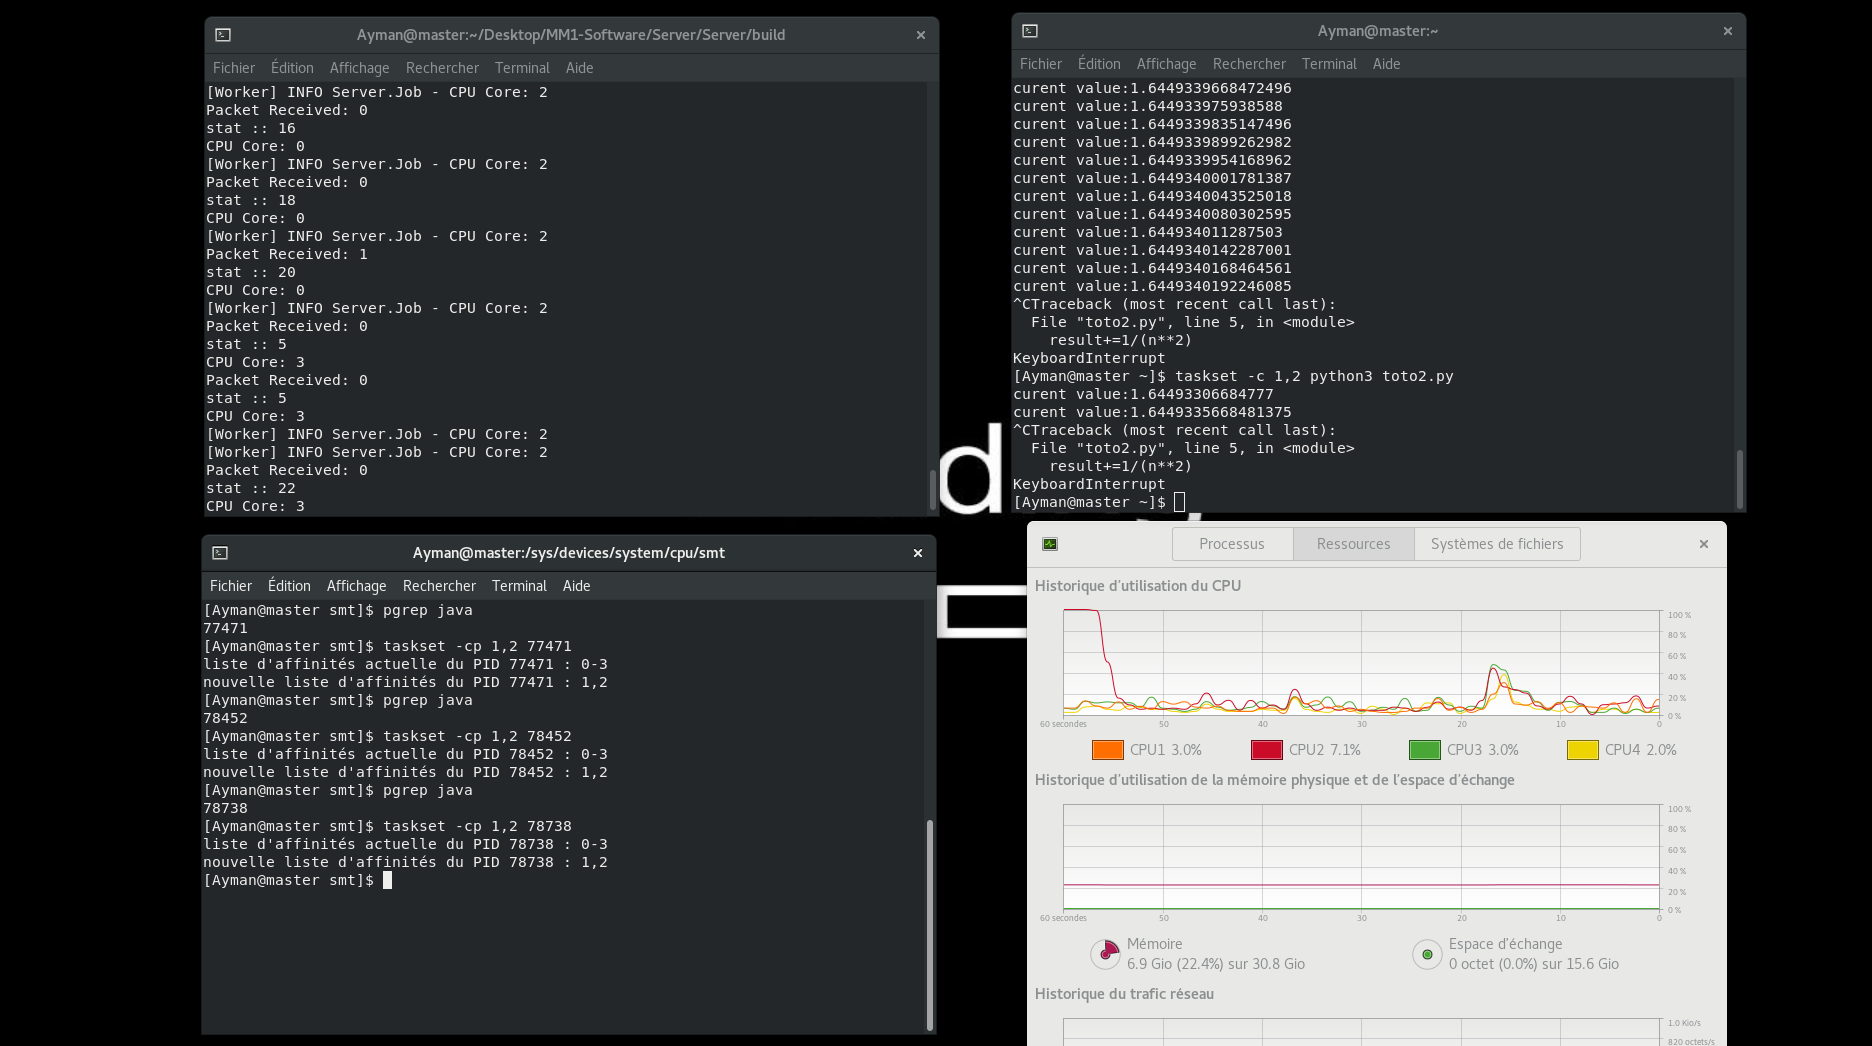 Ayman@master:~/Desktop/MM1-Software/Server/Server/build
Fichier Édition Affichage Rechercher Terminal Aide
[Worker] INFO Server.Job - CPU Core: 2
Packet Received: 0
stat :: 16
CPU Core: 0
[Worker] INFO Server.Job - CPU Core: 2
Packet Received: 0
stat :: 18
CPU Core: 0
[Worker] INFO Server.Job - CPU Core: 2
Packet Received: 1
stat :: 20
CPU Core: 0
[Worker] INFO Server.Job - CPU Core: 2
Packet Received: 0
stat :: 5
CPU Core: 3
Packet Received: 0
stat :: 5
CPU Core: 3
[Worker] INFO Server.Job - CPU Core: 2
[Worker] INFO Server.Job - CPU Core: 2
Packet Received: 0
stat :: 22
CPU Core: 3
Ayman@master:~
Fichier Édition Affichage Rechercher Terminal Aide
curent value:1.6449339668472496
curent value:1.644933975938588
curent value:1.6449339835147496
curent value:1.6449339899262982
curent value:1.6449339954168962
curent value:1.6449340001781387
curent value:1.6449340043525018
curent value:1.6449340080302595
curent value:1.644934011287503
curent value:1.6449340142287001
curent value:1.6449340168464561
curent value:1.6449340192246085
^CTraceback (most recent call last):
File "toto2.py", line 5, in <module>
result+=1/(n**2)
KeyboardInterrupt
[Ayman@master ~]$ taskset -c 1,2 python3 toto2.py
curent value:1.64493306684777
curent value:1.6449335668481375
^CTraceback (most recent call last):
File "toto2.py", line 5, in <module>
result+=1/(n**2)
KeyboardInterrupt
[Ayman@master ~]$
d
Ayman@master:/sys/devices/system/cpu/smt
Fichier Édition Affichage Rechercher Terminal Aide
[Ayman@master smt]$ pgrep java
77471
[Ayman@master smt]$ taskset -cp 1,2 77471
liste d'affinités actuelle du PID 77471 : 0-3
nouvelle liste d'affinités du PID 77471 : 1,2
[Ayman@master smt]$ pgrep java
78452
[Ayman@master smt]$ taskset -cp 1,2 78452
liste d'affinités actuelle du PID 78452 : 0-3
nouvelle liste d'affinités du PID 78452 : 1,2
[Ayman@master smt]$ pgrep java
78738
[Ayman@master smt]$ taskset -cp 1,2 78738
liste d'affinités actuelle du PID 78738 : 0-3
nouvelle liste d'affinités du PID 78738 : 1,2
[Ayman@master smt]$
Processus Ressources Systèmes de fichiers
Historique d'utilisation du CPU
100 %
80 %
60 %
40 %
20 %
0 %
60 secondes 50 40 30 20 10 0
CPU1 3.0% CPU2 7.1% CPU3 3.0% CPU4 2.0%
Historique d'utilisation de la mémoire physique et de l'espace d'échange
100 %
80 %
60 %
40 %
20 %
0 %
60 secondes 50 40 30 20 10 0
Mémoire
6.9 Gio (22.4%) sur 30.8 Gio
Espace d'échange
0 octet (0.0%) sur 15.6 Gio
Historique du trafic réseau
1.0 Kio/s
820 octets/s